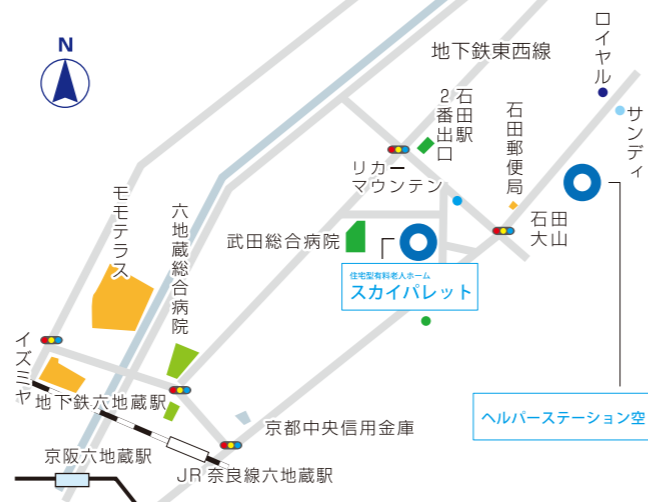 N
地下鉄東西線
ロイヤル
サンディ
石田駅
2番出口
石田郵便局
リカー
マウンテン
石田
大山
武田総合病院
住宅型有料老人ホーム
スカイパレット
六地蔵総合病院
モモテラス
イズミヤ
地下鉄六地蔵駅
京都中央信用金庫
ヘルパーステーション空
京阪六地蔵駅
JR奈良線六地蔵駅